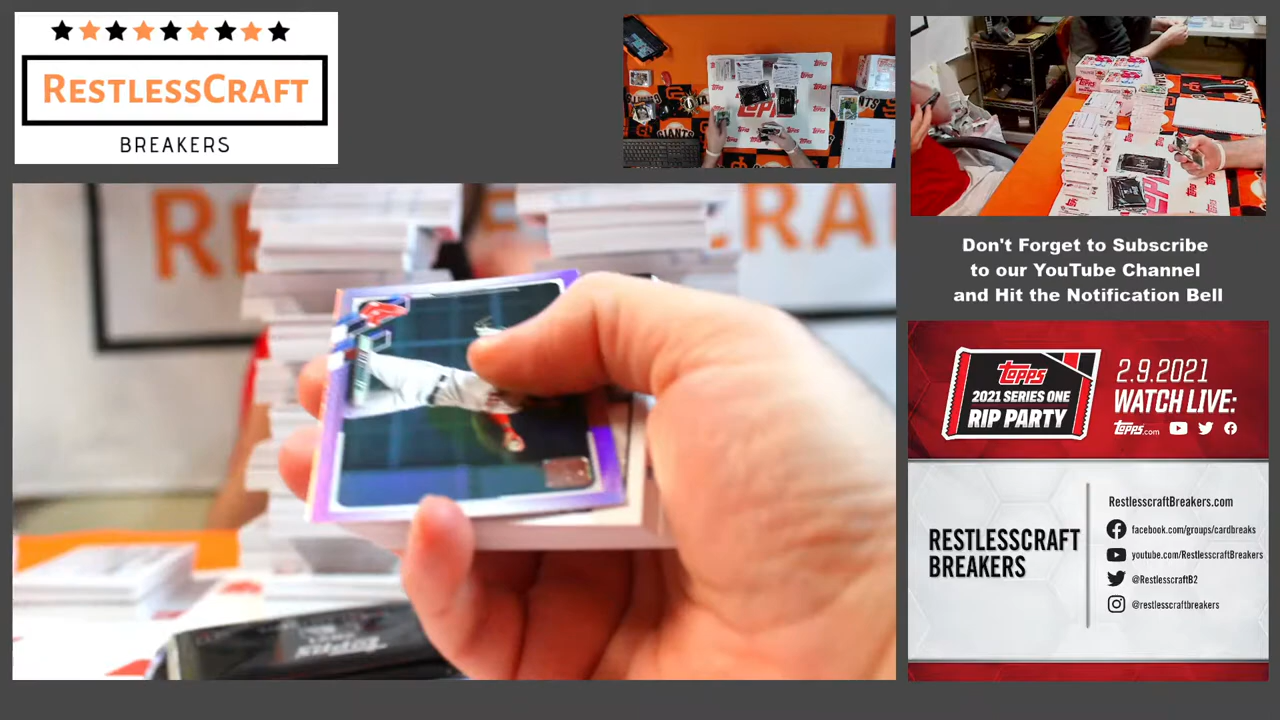 RESTLESSCRAFT
BREAKERS
Don't Forget to Subscribe
to our YouTube Channel
and Hit the Notification Bell
TOPPS
2021 SERIES ONE
RIP PARTY
2.9.2021
WATCH LIVE:
TOPPS.com
RESTLESSCRAFT
BREAKERS
RestlesscraftBreakers.com
facebook.com/groups/cardbreaks
youtube.com/RestlesscraftBreakers
@RestlesscraftB2
@restlesscraftbreakers
GIANTS
topps